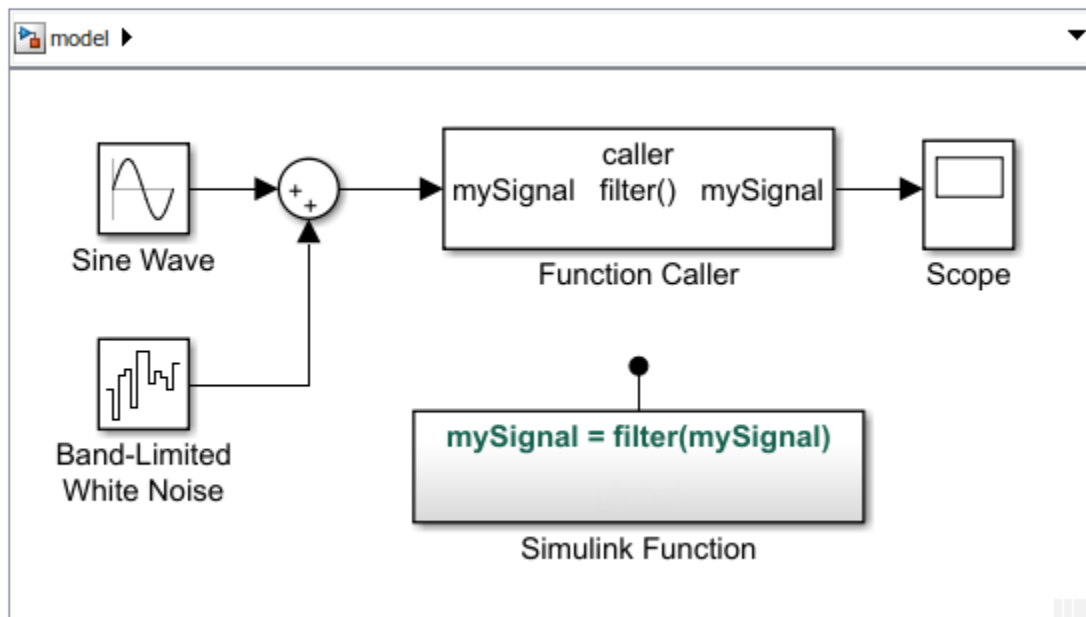 model
caller
mySignal filter() mySignal
Sine Wave
Function Caller
Scope
mySignal = filter(mySignal)
Band-Limited
White Noise
Simulink Function